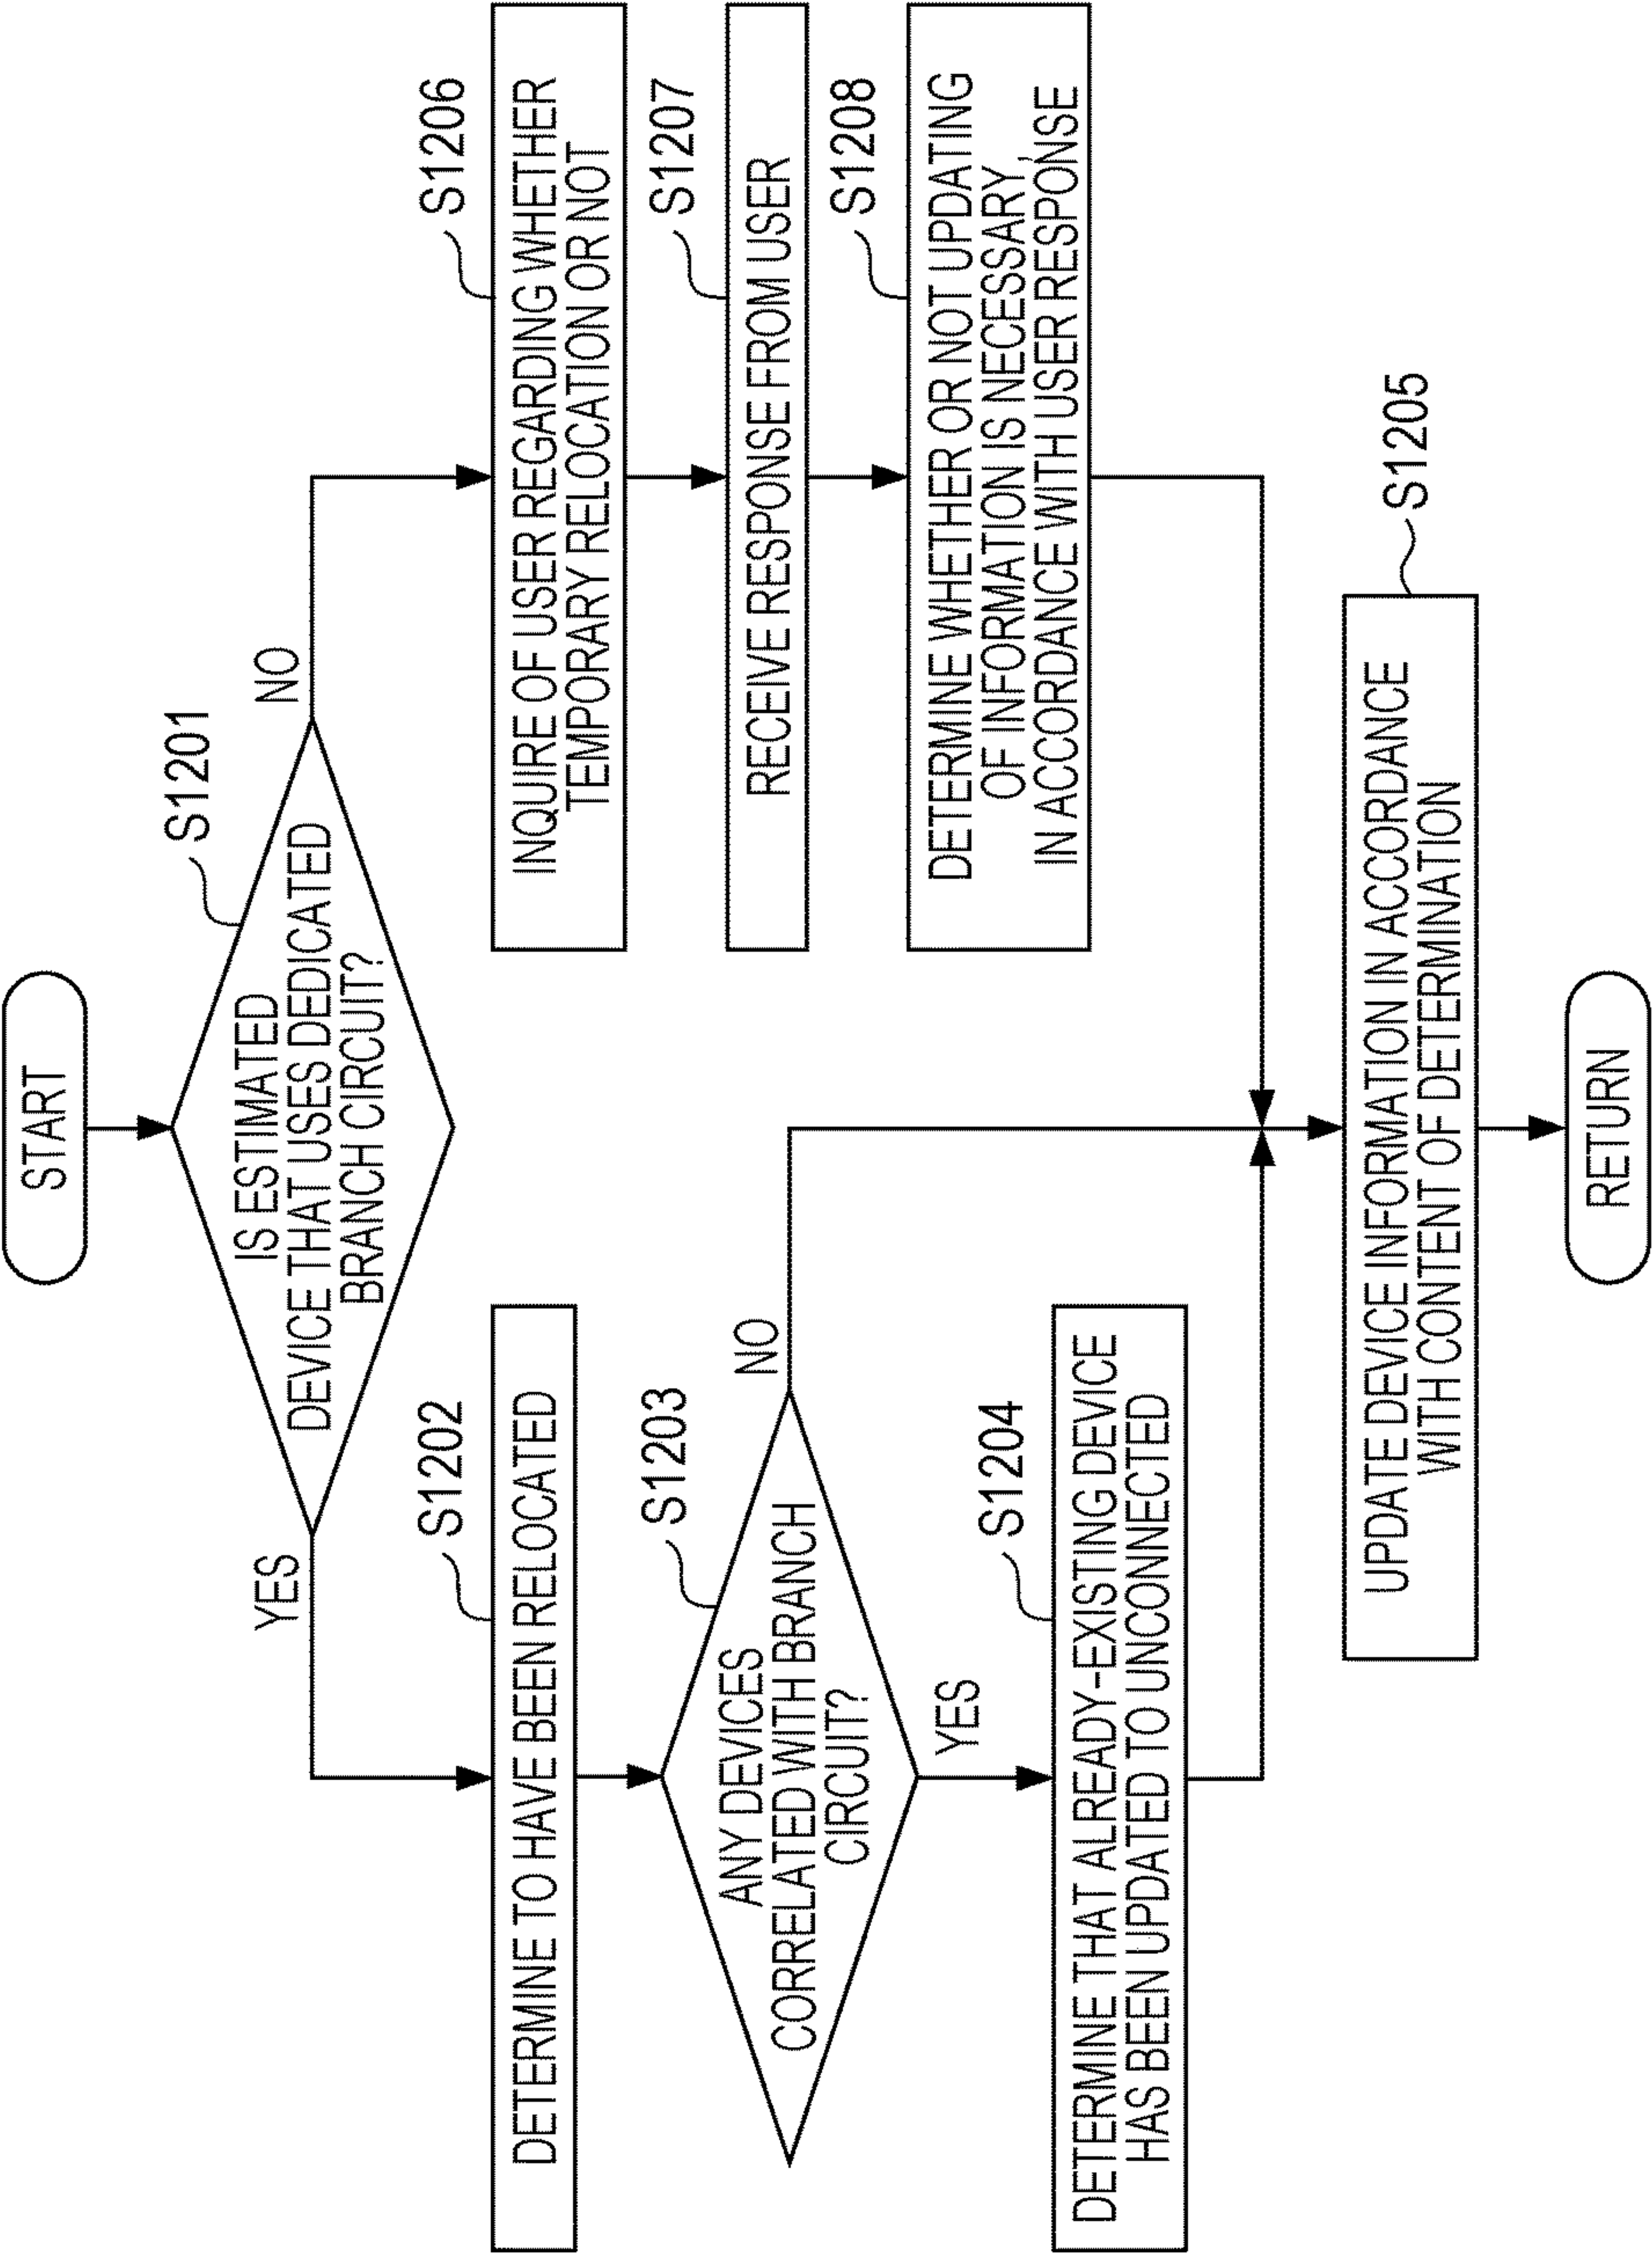 START
S1201
IS ESTIMATED
DEVICE THAT USES DEDICATED
BRANCH CIRCUIT?
YES
NO
S1202
DETERMINE TO HAVE BEEN RELOCATED
S1203
ANY DEVICES
CORRELATED WITH BRANCH
CIRCUIT?
NO
YES
S1204
DETERMINE THAT ALREADY-EXISTING DEVICE
HAS BEEN UPDATED TO UNCONNECTED
S1206
INQUIRE OF USER REGARDING WHETHER
TEMPORARY RELOCATION OR NOT
S1207
RECEIVE RESPONSE FROM USER
S1208
DETERMINE WHETHER OR NOT UPDATING
OF INFORMATION IS NECESSARY,
IN ACCORDANCE WITH USER RESPONSE
S1205
UPDATE DEVICE INFORMATION IN ACCORDANCE
WITH CONTENT OF DETERMINATION
RETURN